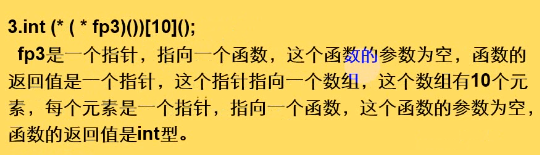 3.int (* ( * fp3)())[10]();
fp3是一个指针，指向一个函数，这个函数的参数为空，函数的
返回值是一个指针，这个指针指向一个数组，这个数组有10个元
素，每个元素是一个指针，指向一个函数，这个函数的参数为空，
函数的返回值是int型。